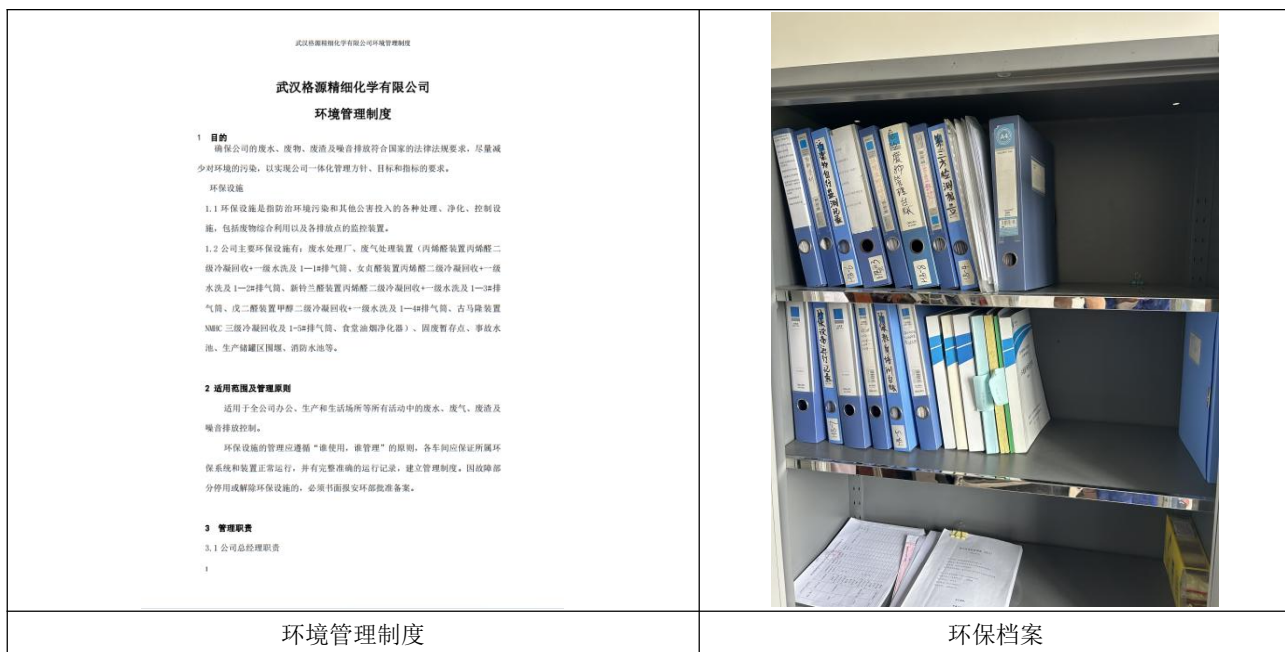 武汉格源精细化学有限公司环境管理制度
武汉格源精细化学有限公司
环境管理制度
1 目的
确保公司的废水、废物、废渣及噪音排放符合国家的法律法规要求，尽量减
少对环境的污染，以实现公司一体化管理方针、目标和指标的要求。
环保设施
1.1 环保设施是指防治环境污染和其他公害投入的各种处理、净化、控制设
施，包括废物综合利用以及各排放点的监控装置。
1.2 公司主要环保设施有：废水处理厂、废气处理装置（丙烯醛装置丙烯醛二
级冷凝回收+一级水洗及 1—1#排气筒、女贞醛装置丙烯醛二级冷凝回收+一级
水洗及 1—2#排气筒、新铃兰醛装置丙烯醛二级冷凝回收+一级水洗及 1—3#排
气筒、戊二醛装置甲醇二级冷凝回收+一级水洗及 1—4#排气筒、古马隆装置
NMHC 三级冷凝回收及 1-5#排气筒、食堂油烟净化器）、固废暂存点、事故水
池、生产储罐区围堰、消防水池等。
2 适用范围及管理原则
适用于全公司办公、生产和生活场所等所有活动中的废水、废气、废渣及
噪音排放控制。
环保设施的管理应遵循“谁使用，谁管理”的原则，各车间应保证所属环
保系统和装置正常运行，并有完整准确的运行记录，建立管理制度。因故障部
分停用或解除环保设施的，必须书面报安环部批准备案。
3 管理职责
3.1 公司总经理职责
1
废物管理台账
第三方检测报告
A4
环境管理制度
环保档案